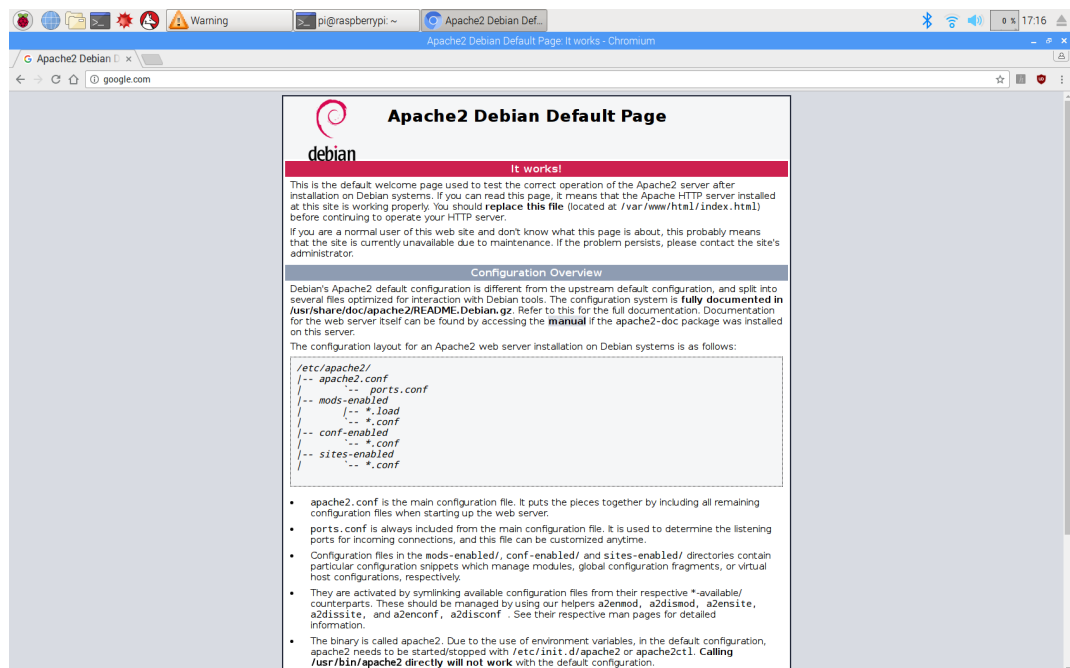 Warning
pi@raspberrypi: ~
Apache2 Debian Def...
0 %
17:16
Apache2 Debian Default Page: It works - Chromium
Apache2 Debian D
google.com
Apache2 Debian Default Page
debian
It works!
This is the default welcome page used to test the correct operation of the Apache2 server after
installation on Debian systems. If you can read this page, it means that the Apache HTTP server installed
at this site is working properly. You should replace this file (located at /var/www/html/index.html)
before continuing to operate your HTTP server.
If you are a normal user of this web site and don't know what this page is about, this probably means
that the site is currently unavailable due to maintenance. If the problem persists, please contact the site's
administrator.
Configuration Overview
Debian's Apache2 default configuration is different from the upstream default configuration, and split into
several files optimized for interaction with Debian tools. The configuration system is fully documented in
/usr/share/doc/apache2/README.Debian.gz. Refer to this for the full documentation. Documentation
for the web server itself can be found by accessing the manual if the apache2-doc package was installed
on this server.
The configuration layout for an Apache2 web server installation on Debian systems is as follows:
/etc/apache2/
|-- apache2.conf
|       `--  ports.conf
|-- mods-enabled
|       |-- *.load
|       `-- *.conf
|-- conf-enabled
|       `-- *.conf
|-- sites-enabled
|       `-- *.conf
• apache2.conf is the main configuration file. It puts the pieces together by including all remaining
configuration files when starting up the web server.
• ports.conf is always included from the main configuration file. It is used to determine the listening
ports for incoming connections, and this file can be customized anytime.
• Configuration files in the mods-enabled/, conf-enabled/ and sites-enabled/ directories contain
particular configuration snippets which manage modules, global configuration fragments, or virtual
host configurations, respectively.
• They are activated by symlinking available configuration files from their respective *-available/
counterparts. These should be managed by using our helpers a2enmod, a2dismod, a2ensite,
a2dissite, and a2enconf, a2disconf . See their respective man pages for detailed
information.
• The binary is called apache2. Due to the use of environment variables, in the default configuration,
apache2 needs to be started/stopped with /etc/init.d/apache2 or apache2ctl. Calling
/usr/bin/apache2 directly will not work with the default configuration.